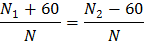 (N₁ + 60)/N = (N₂ − 60)/N